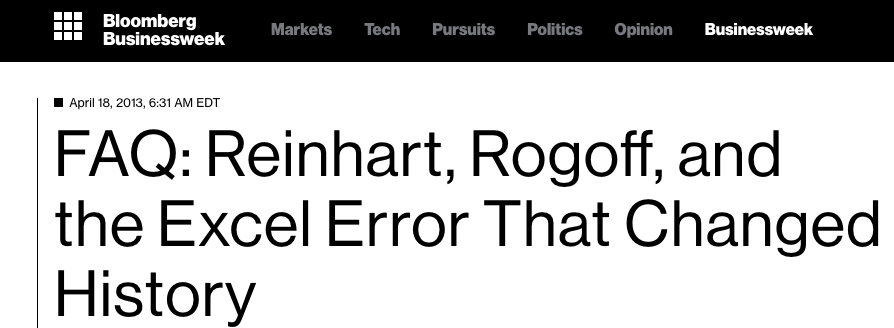 Bloomberg
Businessweek
Markets Tech Pursuits Politics Opinion Businessweek
April 18, 2013, 6:31 AM EDT
FAQ: Reinhart, Rogoff, and
the Excel Error That Changed
History